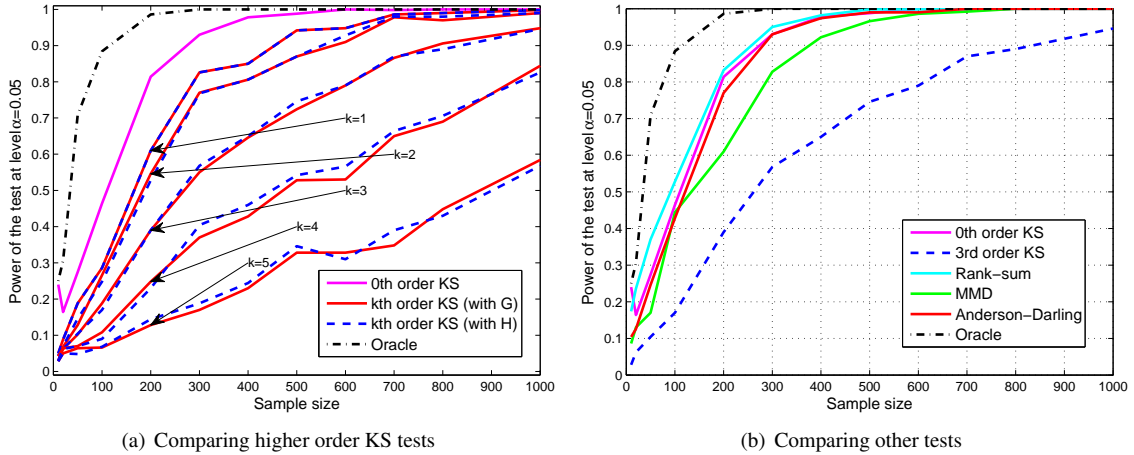 Power of the test at level α=0.05
1
0.9
0.8
0.7
0.6
0.5
0.4
0.3
0.2
0.1
0
k=1
k=2
k=3
k=4
k=5
0th order KS
kth order KS (with G)
kth order KS (with H)
Oracle
0 100 200 300 400 500 600 700 800 900 1000
Sample size
(a) Comparing higher order KS tests
Power of the test at level α=0.05
1
0.9
0.8
0.7
0.6
0.5
0.4
0.3
0.2
0.1
0
0th order KS
3rd order KS
Rank−sum
MMD
Anderson−Darling
Oracle
0 100 200 300 400 500 600 700 800 900 1000
Sample size
(b) Comparing other tests